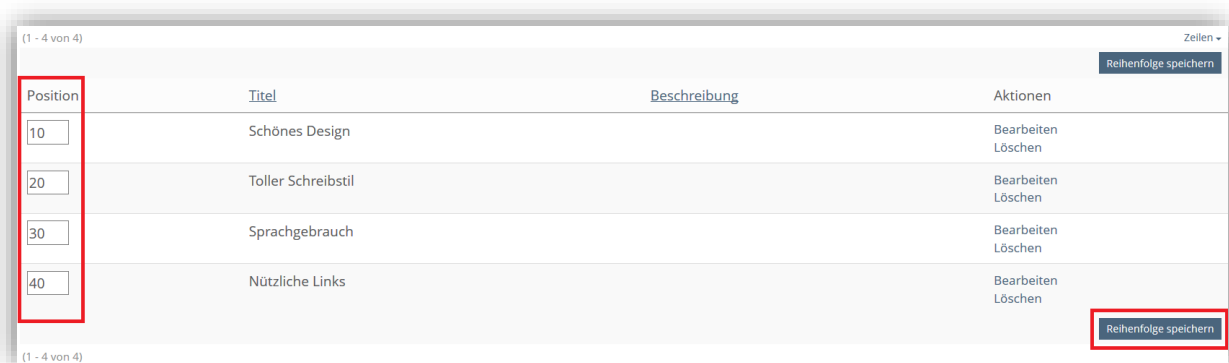 (1 - 4 von 4) Zeilen
Reihenfolge speichern
Position Titel Beschreibung Aktionen
10 Schönes Design Bearbeiten
Löschen
20 Toller Schreibstil Bearbeiten
Löschen
30 Sprachgebrauch Bearbeiten
Löschen
40 Nützliche Links Bearbeiten
Löschen
Reihenfolge speichern
(1 - 4 von 4)